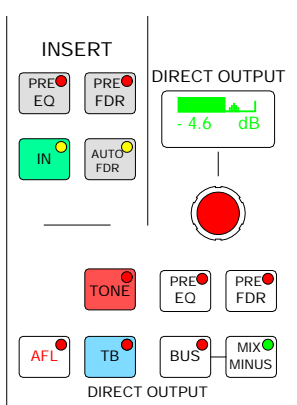 INSERT
PRE EQ
PRE FDR
DIRECT OUTPUT
- 4.6 dB
IN
AUTO FDR
TONE
PRE EQ
PRE FDR
AFL
TB
BUS
MIX MINUS
DIRECT OUTPUT